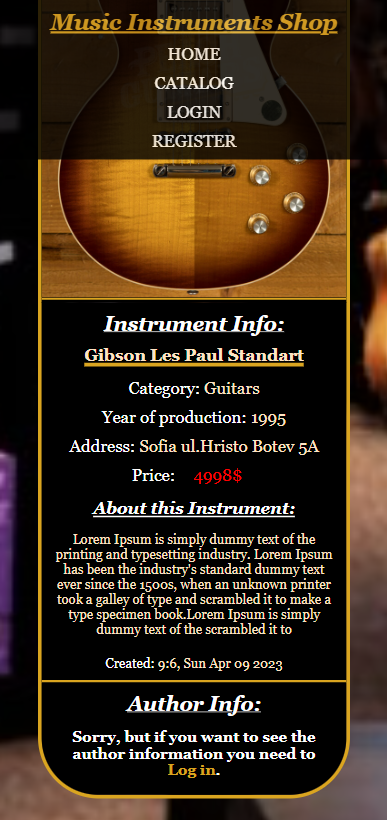 Music Instruments Shop
HOME
CATALOG
LOGIN
REGISTER
Instrument Info:
Gibson Les Paul Standart
Category: Guitars
Year of production: 1995
Address: Sofia ul.Hristo Botev 5A
Price: 4998$
About this Instrument:
Lorem Ipsum is simply dummy text of the
printing and typesetting industry. Lorem Ipsum
has been the industry's standard dummy text
ever since the 1500s, when an unknown printer
took a galley of type and scrambled it to make a
type specimen book.Lorem Ipsum is simply
dummy text of the scrambled it to
Created: 9:6, Sun Apr 09 2023
Author Info:
Sorry, but if you want to see the
author information you need to
Log in.